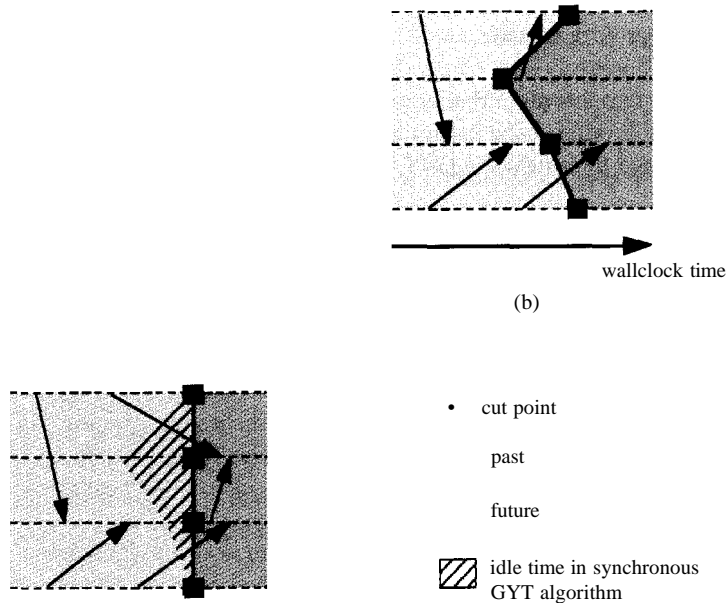 wallclock time
(b)
• cut point
past
future
idle time in synchronous
GYT algorithm